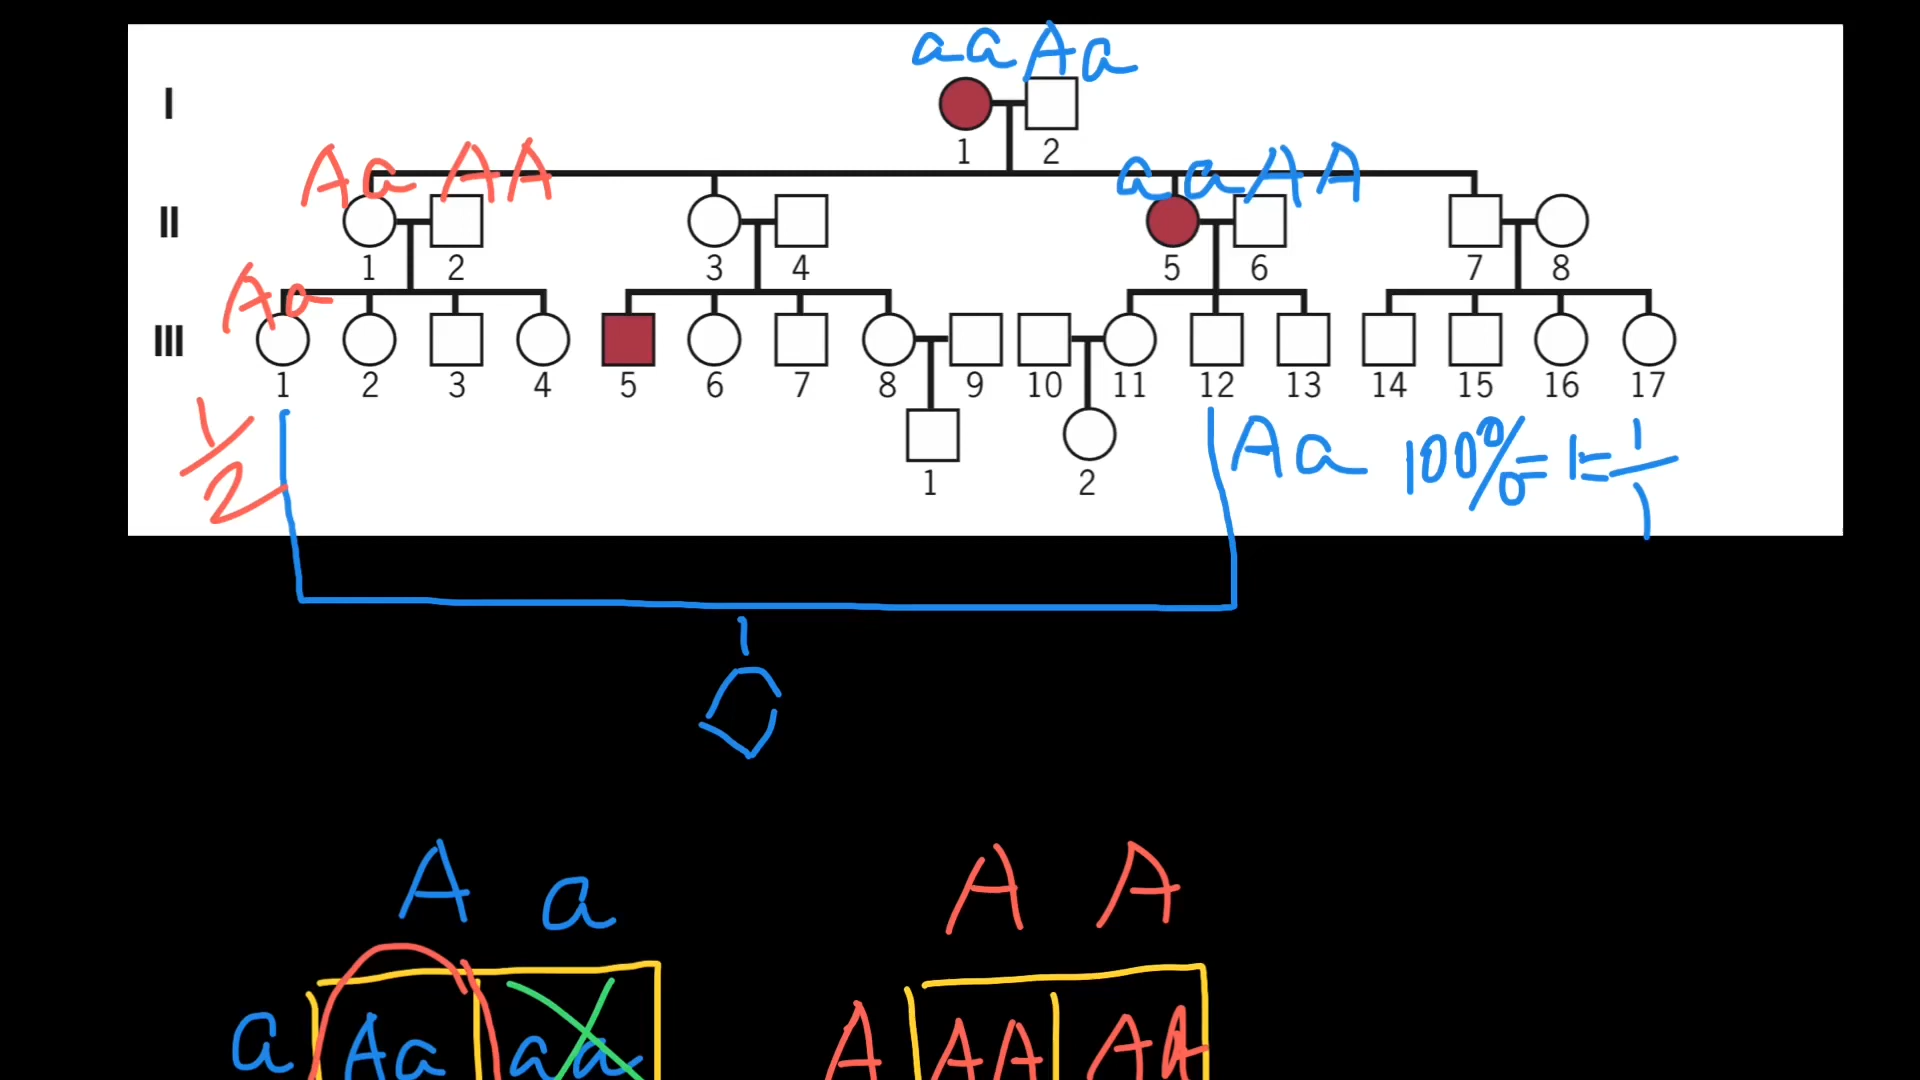 aa Aa
I
1 2
Aa AA aa AA
II
1 2 3 4 5 6 7 8
Aa
III
1 2 3 4 5 6 7 8 9 10 11 12 13 14 15 16 17
1/2 Aa 100% = 1 = 1/1
1 2
A a A A
a Aa aa A AA AA